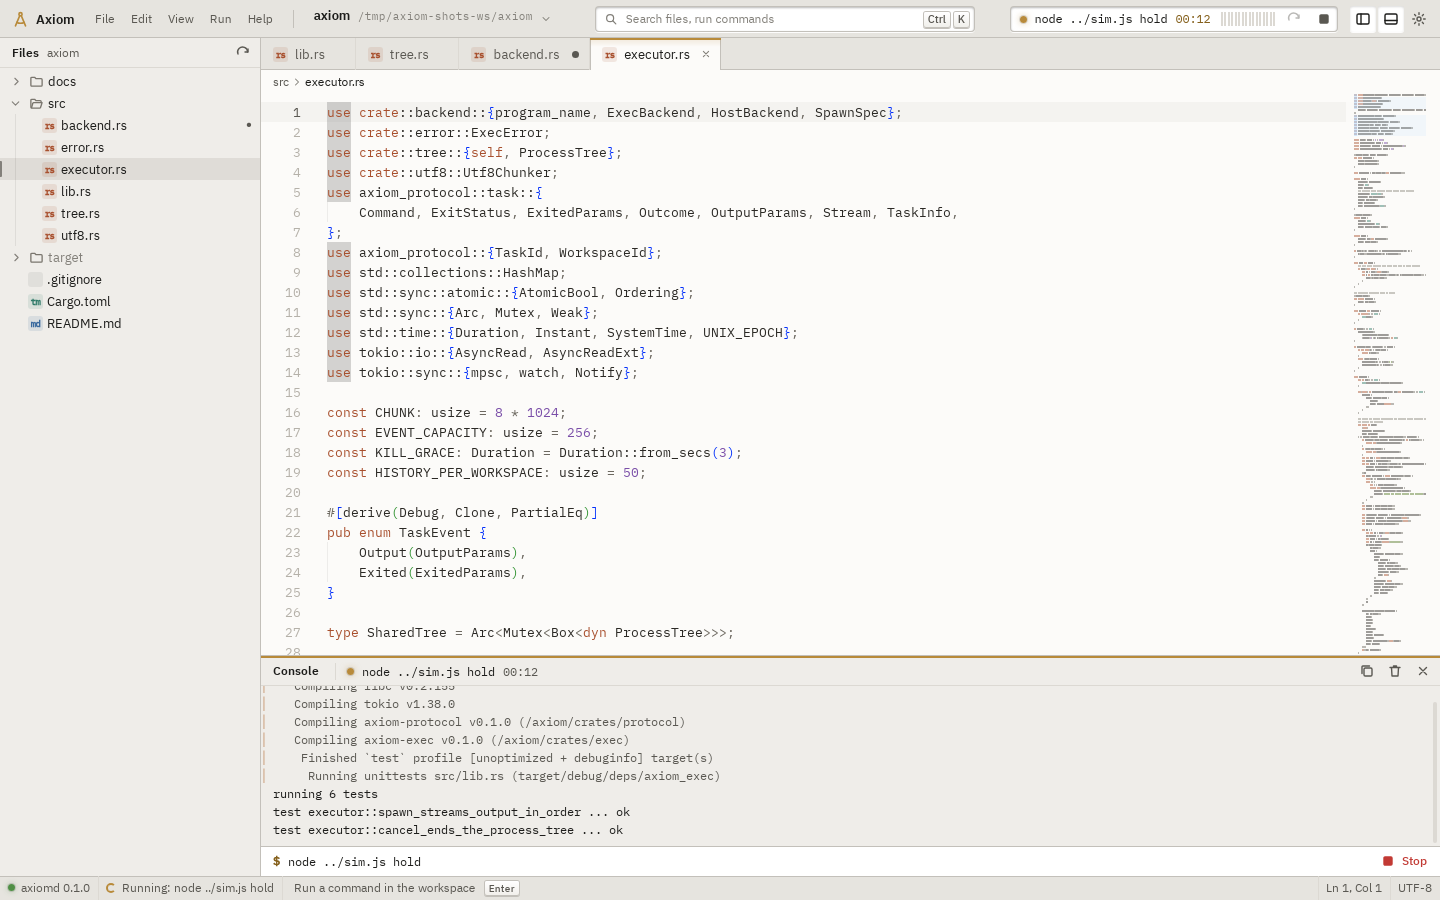 Axiom File Edit View Run Help axiom /tmp/axiom-shots-ws/axiom Search files, run commands Ctrl K node ../sim.js hold 00:12
Files axiom
docs
src
backend.rs
error.rs
executor.rs
lib.rs
tree.rs
utf8.rs
target
.gitignore
Cargo.toml
README.md
lib.rs tree.rs backend.rs executor.rs
src > executor.rs
1 use crate::backend::{program_name, ExecBackend, HostBackend, SpawnSpec};
2 use crate::error::ExecError;
3 use crate::tree::{self, ProcessTree};
4 use crate::utf8::Utf8Chunker;
5 use axiom_protocol::task::{
6     Command, ExitStatus, ExitedParams, Outcome, OutputParams, Stream, TaskInfo,
7 };
8 use axiom_protocol::{TaskId, WorkspaceId};
9 use std::collections::HashMap;
10 use std::sync::atomic::{AtomicBool, Ordering};
11 use std::sync::{Arc, Mutex, Weak};
12 use std::time::{Duration, Instant, SystemTime, UNIX_EPOCH};
13 use tokio::io::{AsyncRead, AsyncReadExt};
14 use tokio::sync::{mpsc, watch, Notify};
15
16 const CHUNK: usize = 8 * 1024;
17 const EVENT_CAPACITY: usize = 256;
18 const KILL_GRACE: Duration = Duration::from_secs(3);
19 const HISTORY_PER_WORKSPACE: usize = 50;
20
21 #[derive(Debug, Clone, PartialEq)]
22 pub enum TaskEvent {
23     Output(OutputParams),
24     Exited(ExitedParams),
25 }
26
27 type SharedTree = Arc<Mutex<Box<dyn ProcessTree>>>;
28
Console node ../sim.js hold 00:12
Compiling libc v0.2.155
Compiling tokio v1.38.0
Compiling axiom-protocol v0.1.0 (/axiom/crates/protocol)
Compiling axiom-exec v0.1.0 (/axiom/crates/exec)
Finished `test` profile [unoptimized + debuginfo] target(s)
Running unittests src/lib.rs (target/debug/deps/axiom_exec)
running 6 tests
test executor::spawn_streams_output_in_order ... ok
test executor::cancel_ends_the_process_tree ... ok
$ node ../sim.js hold Stop
axiomd 0.1.0 Running: node ../sim.js hold Run a command in the workspace Enter Ln 1, Col 1 UTF-8